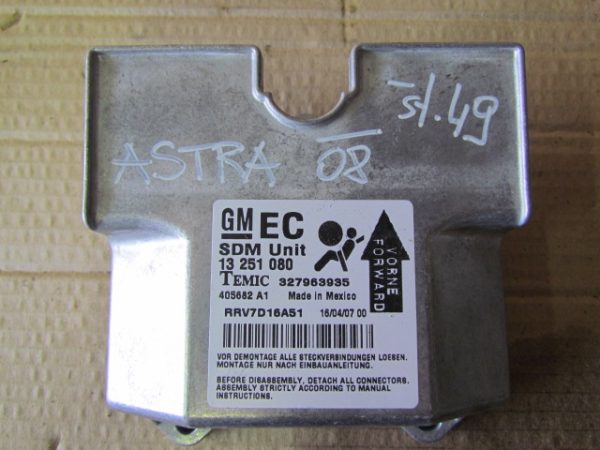 st.49
ASTRA 08
GM EC
SDM Unit
13 251 080
TEMIC 327963935
405682 A1 Made in Mexico
VORNE
FORWARD
RRV7D16A51 16/04/07 00
VOR DEMONTAGE ALLE STECKVERBINDUNGEN LOESEN.
MONTAGE NUR NACH EINBAUANLEITUNG.
BEFORE DISASSEMBLY, DETACH ALL CONNECTORS.
ASSEMBLY STRICTLY ACCORDING TO MANUAL
INSTRUCTIONS.